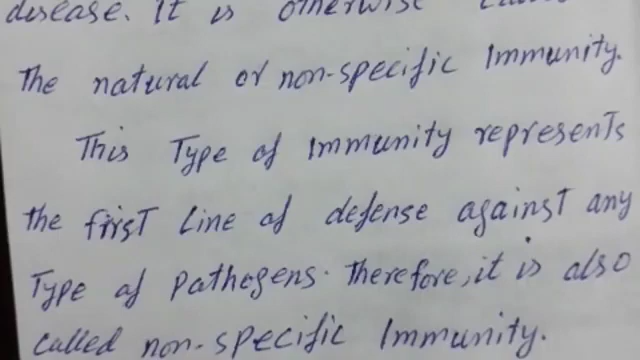 disease. It is otherwise called
The natural or non-specific Immunity.
This Type of Immunity represents
the first line of defense against any
Type of Pathogens. Therefore, it is also
called non-specific Immunity.